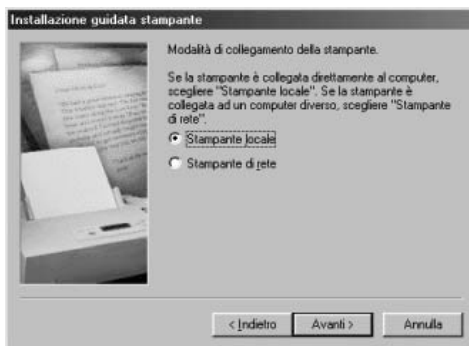 Installazione guidata stampante
Modalità di collegamento della stampante.
Se la stampante è collegata direttamente al computer,
scegliere "Stampante locale". Se la stampante è
collegata ad un computer diverso, scegliere "Stampante
di rete".
Stampante locale
Stampante di rete
< Indietro
Avanti >
Annulla